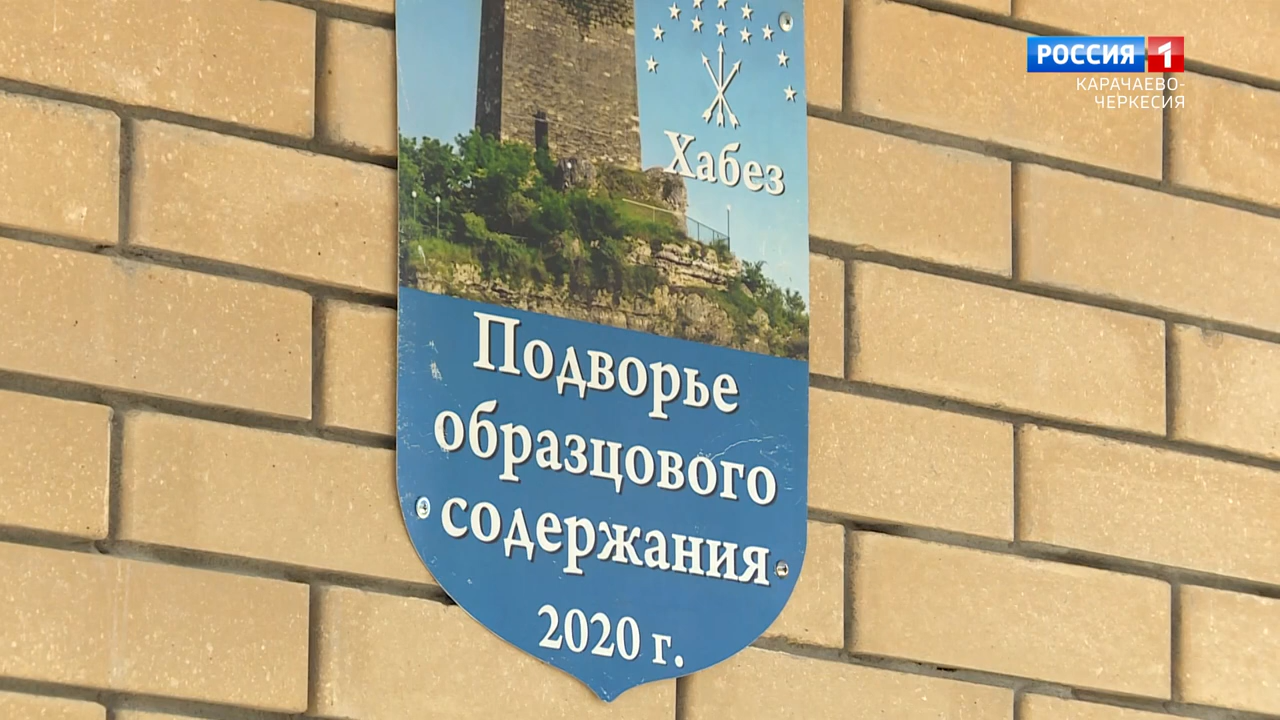 РОССИЯ 1
КАРАЧАЕВО-
ЧЕРКЕСИЯ
Хабез
Подворье
образцового
содержания
2020 г.